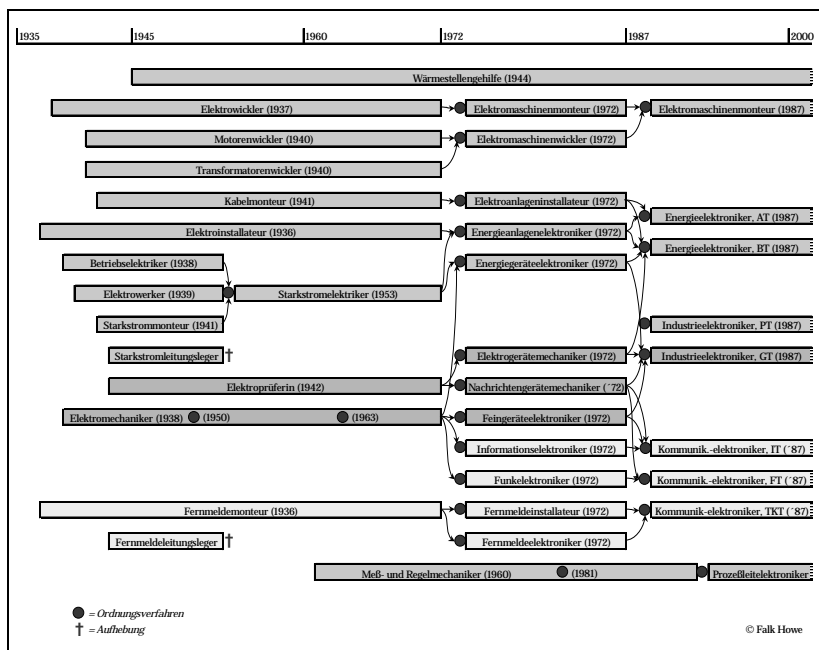 1935 1945 1960 1972 1987 2000
Wärmestellengehilfe (1944)
Elektrowickler (1937) Elektromaschinenmonteur (1972) Elektromaschinenmonteur (1987)
Motorenwickler (1940) Elektromaschinenwickler (1972)
Transformatorenwickler (1940)
Kabelmonteur (1941) Elektroanlageninstallateur (1972)
Energieelektroniker, AT (1987)
Elektroinstallateur (1936) Energieanlagenelektroniker (1972)
Energieelektroniker, BT (1987)
Betriebselektriker (1938) Energiegeräteelektroniker (1972)
Elektrowerker (1939) Starkstromelektriker (1953)
Starkstrommonteur (1941) Industrieelektroniker, PT (1987)
Starkstromleitungsleger † Elektrogerätemechaniker (1972) Industrieelektroniker, GT (1987)
Elektroprüferin (1942) Nachrichtengerätemechaniker (´72)
Elektromechaniker (1938) (1950) (1963) Feingeräteelektroniker (1972)
Informationselektroniker (1972) Kommunik.-elektroniker, IT (´87)
Funkelektroniker (1972) Kommunik.-elektroniker, FT (´87)
Fernmeldemonteur (1936) Fernmeldeinstallateur (1972) Kommunik-elektroniker, TKT (´87)
Fernmeldeleitungsleger † Fernmeldeelektroniker (1972)
Meß- und Regelmechaniker (1960) (1981) Prozeßleitelektroniker
= Ordnungsverfahren
† = Aufhebung
© Falk Howe